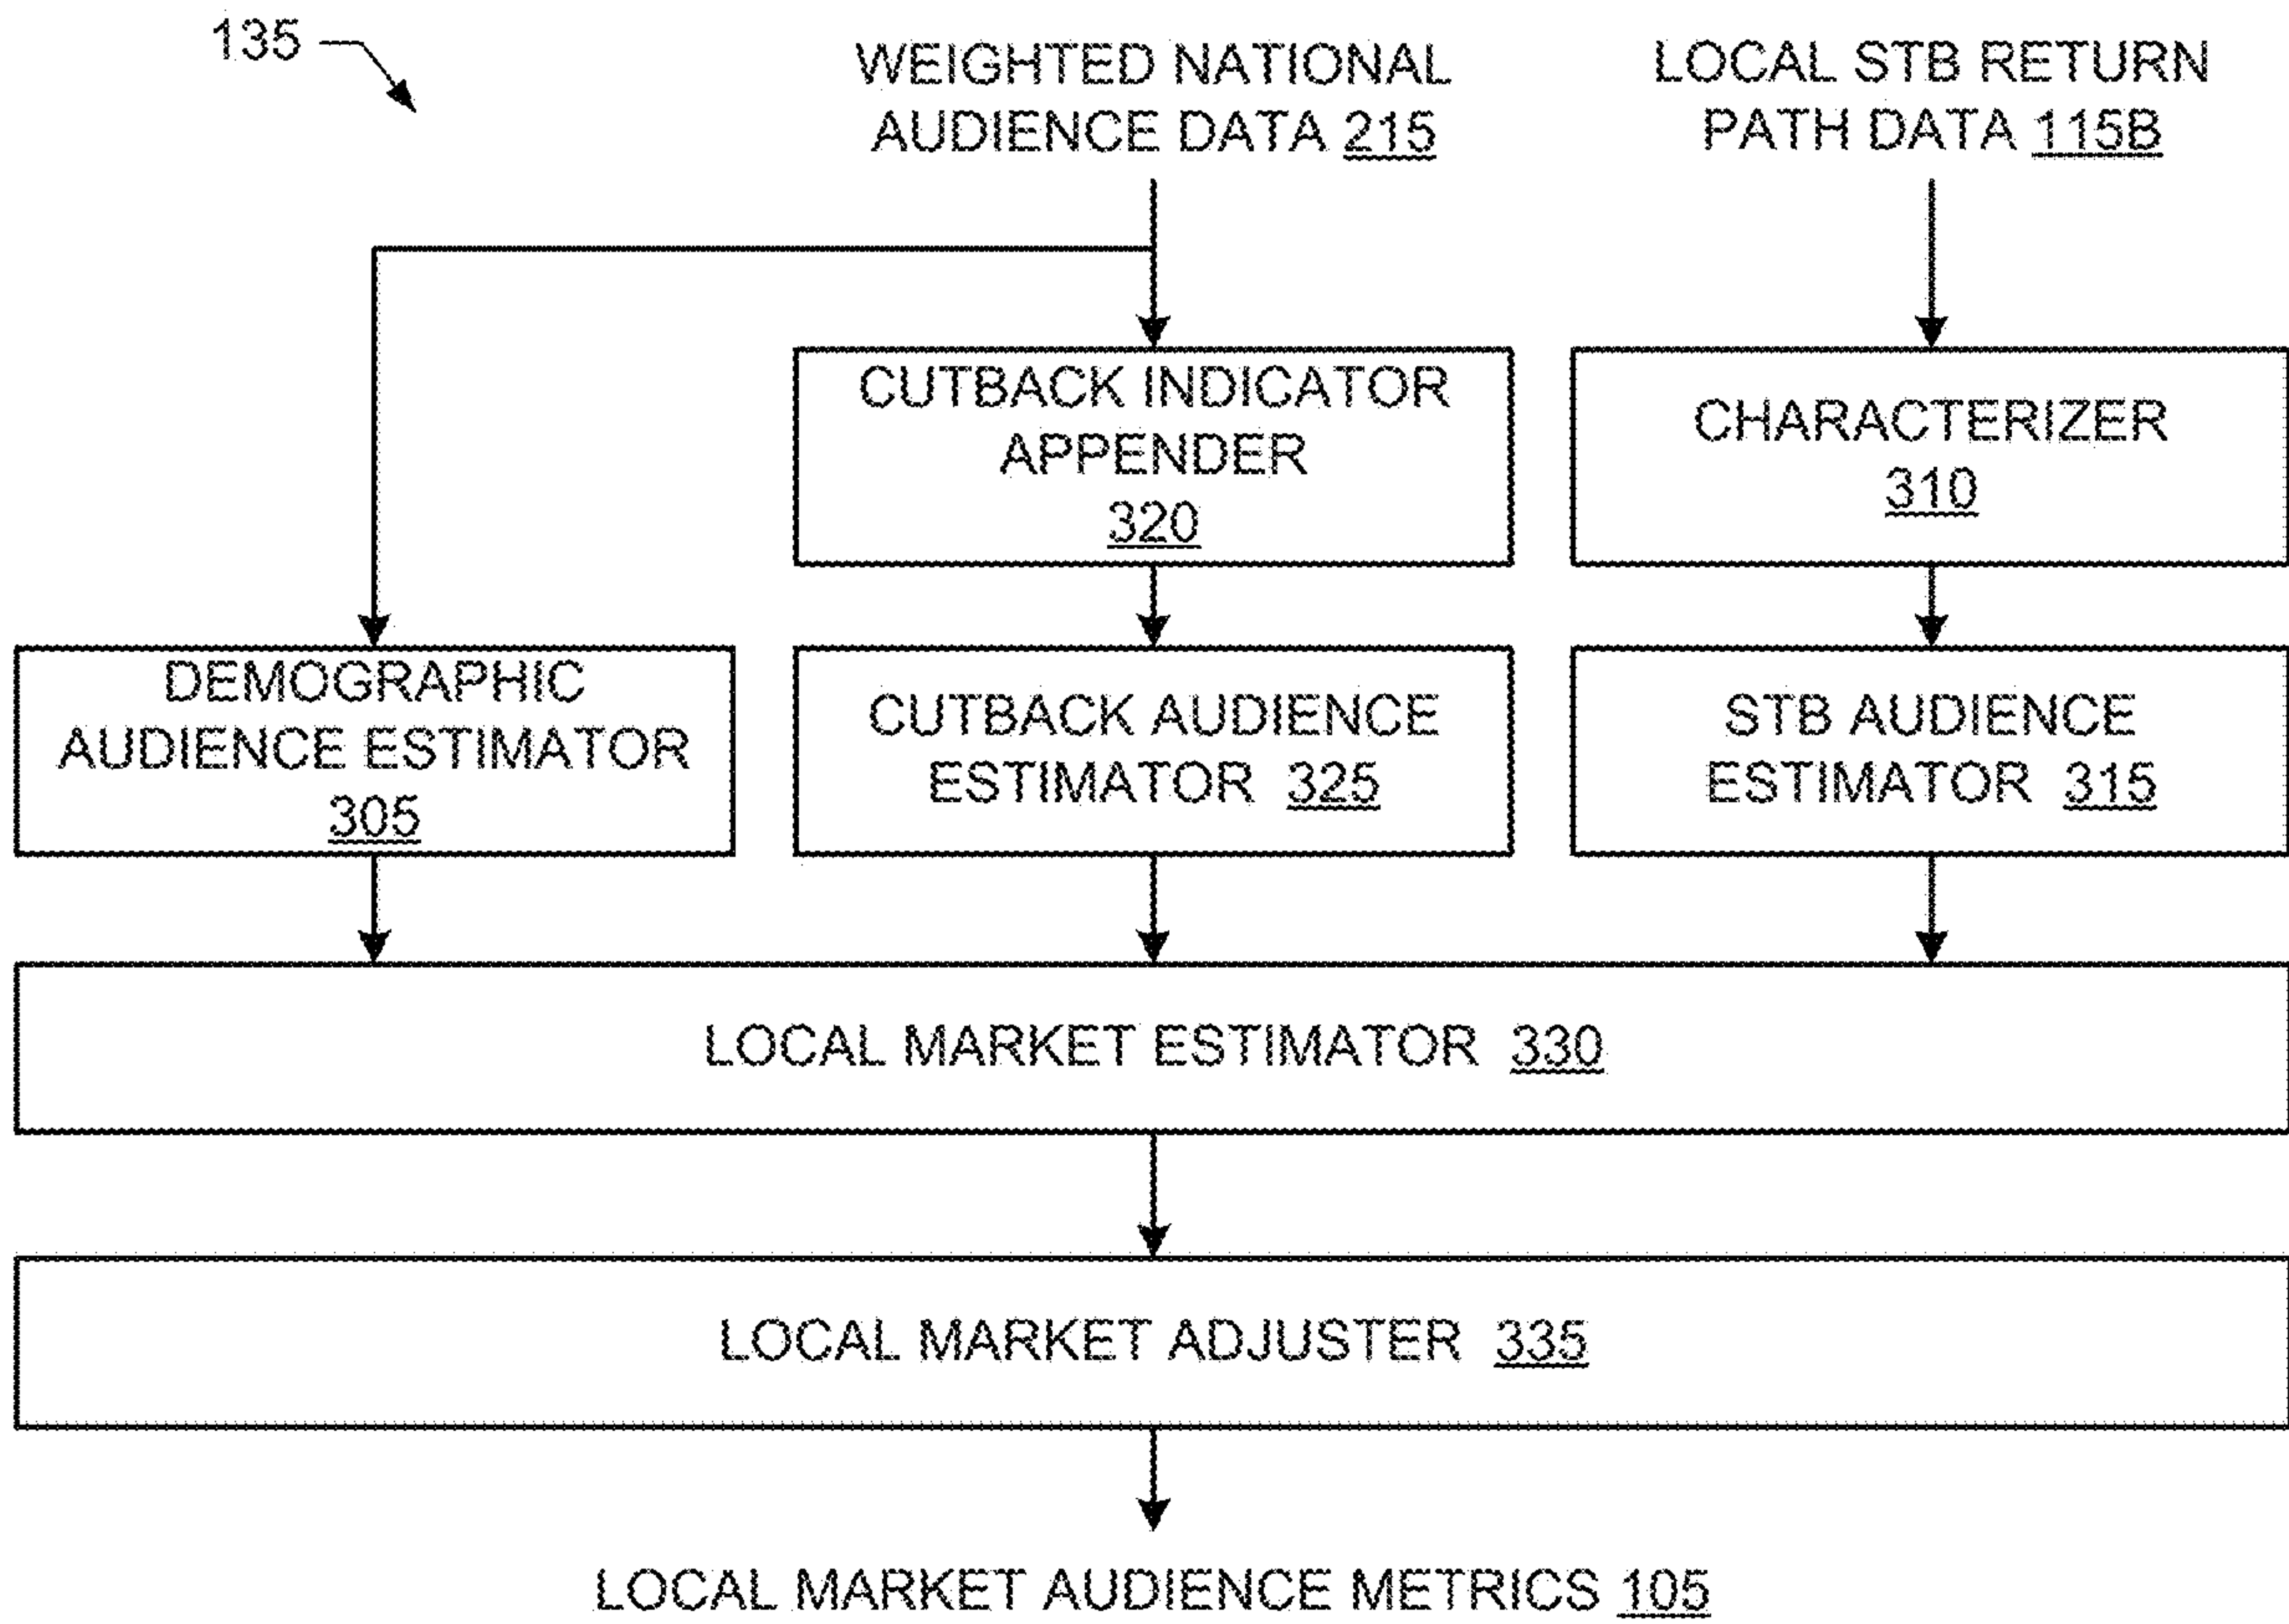 135
WEIGHTED NATIONAL
AUDIENCE DATA 215
LOCAL STB RETURN
PATH DATA 115B
CUTBACK INDICATOR
APPENDER
320
CHARACTERIZER
310
DEMOGRAPHIC
AUDIENCE ESTIMATOR
305
CUTBACK AUDIENCE
ESTIMATOR 325
STB AUDIENCE
ESTIMATOR 315
LOCAL MARKET ESTIMATOR 330
LOCAL MARKET ADJUSTER 335
LOCAL MARKET AUDIENCE METRICS 105